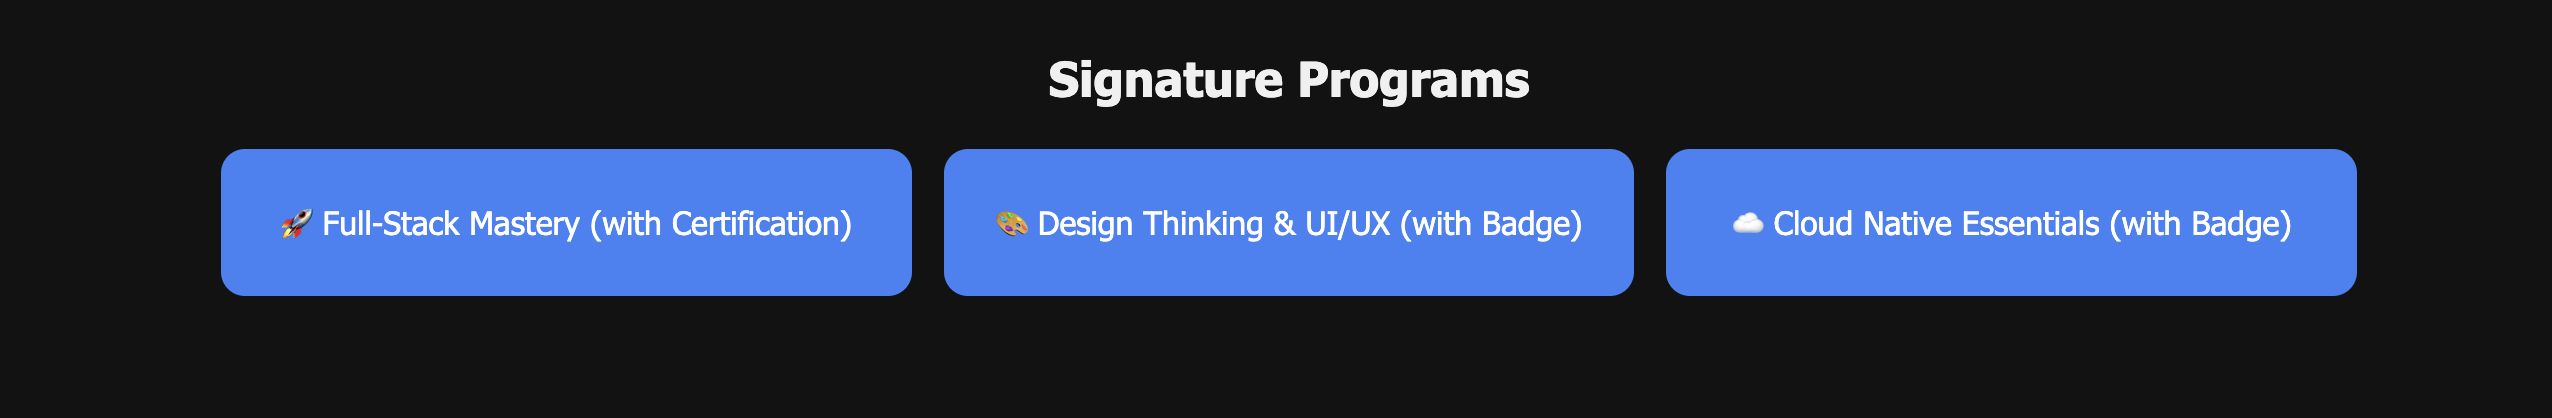 Signature Programs
🚀 Full-Stack Mastery (with Certification)
🎨 Design Thinking & UI/UX (with Badge)
☁️ Cloud Native Essentials (with Badge)